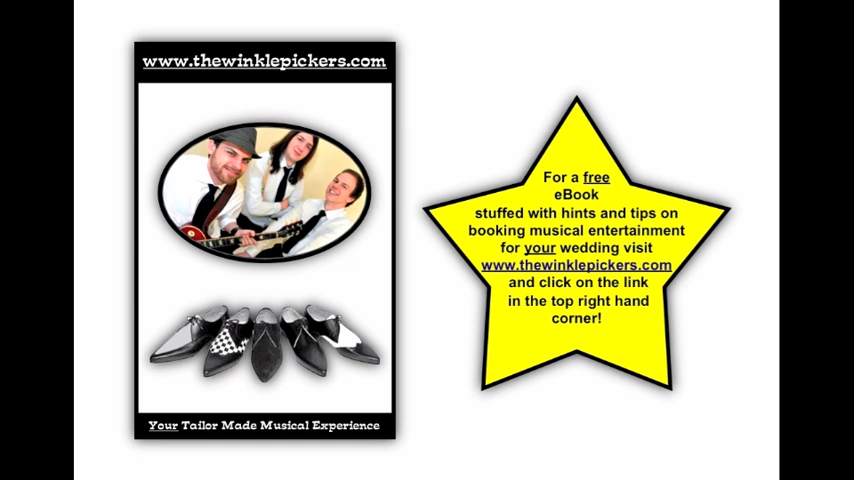 www.thewinklepickers.com
Your Tailor Made Musical Experience
For a free
eBook
stuffed with hints and tips on
booking musical entertainment
for your wedding visit
www.thewinklepickers.com
and click on the link
in the top right hand
corner!